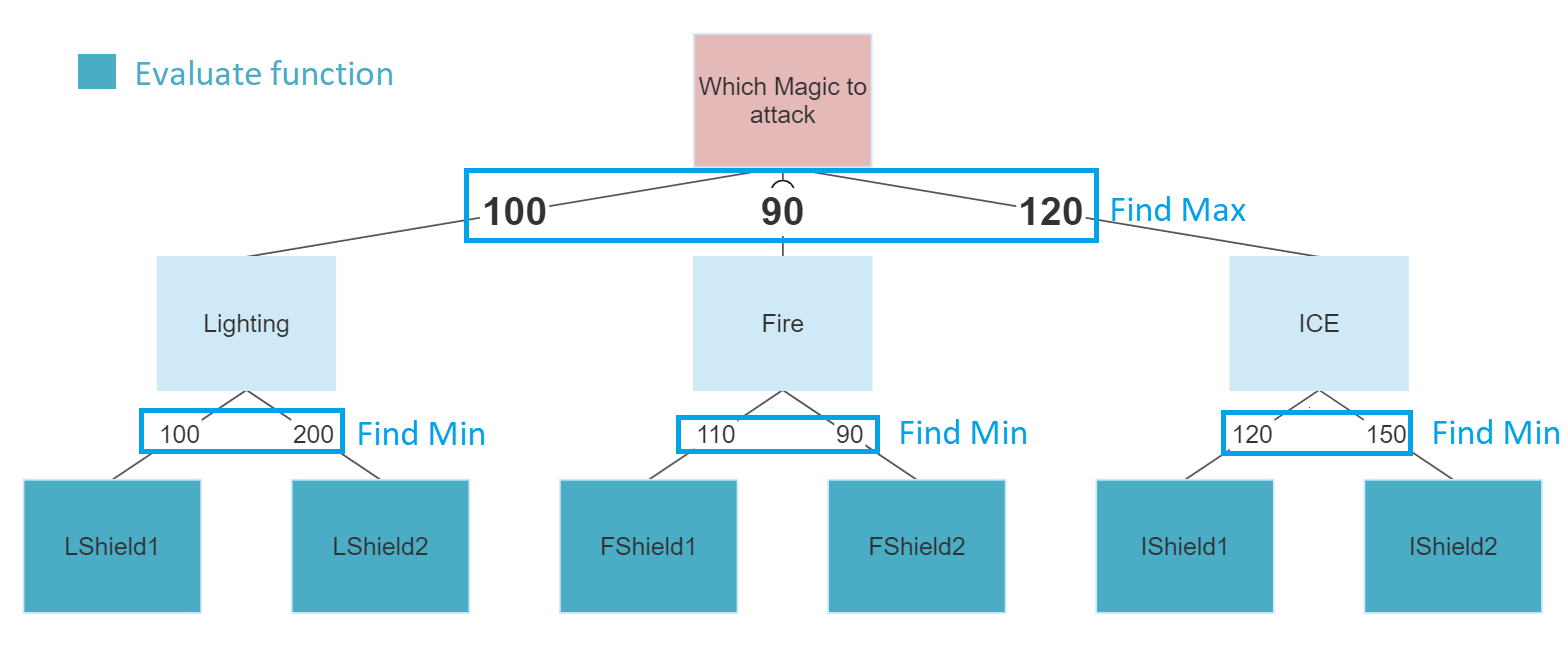 Evaluate function
Which Magic to
attack
100
90
120
Find Max
Lighting
Fire
ICE
100
200
Find Min
110
90
Find Min
120
150
Find Min
LShield1
LShield2
FShield1
FShield2
IShield1
IShield2